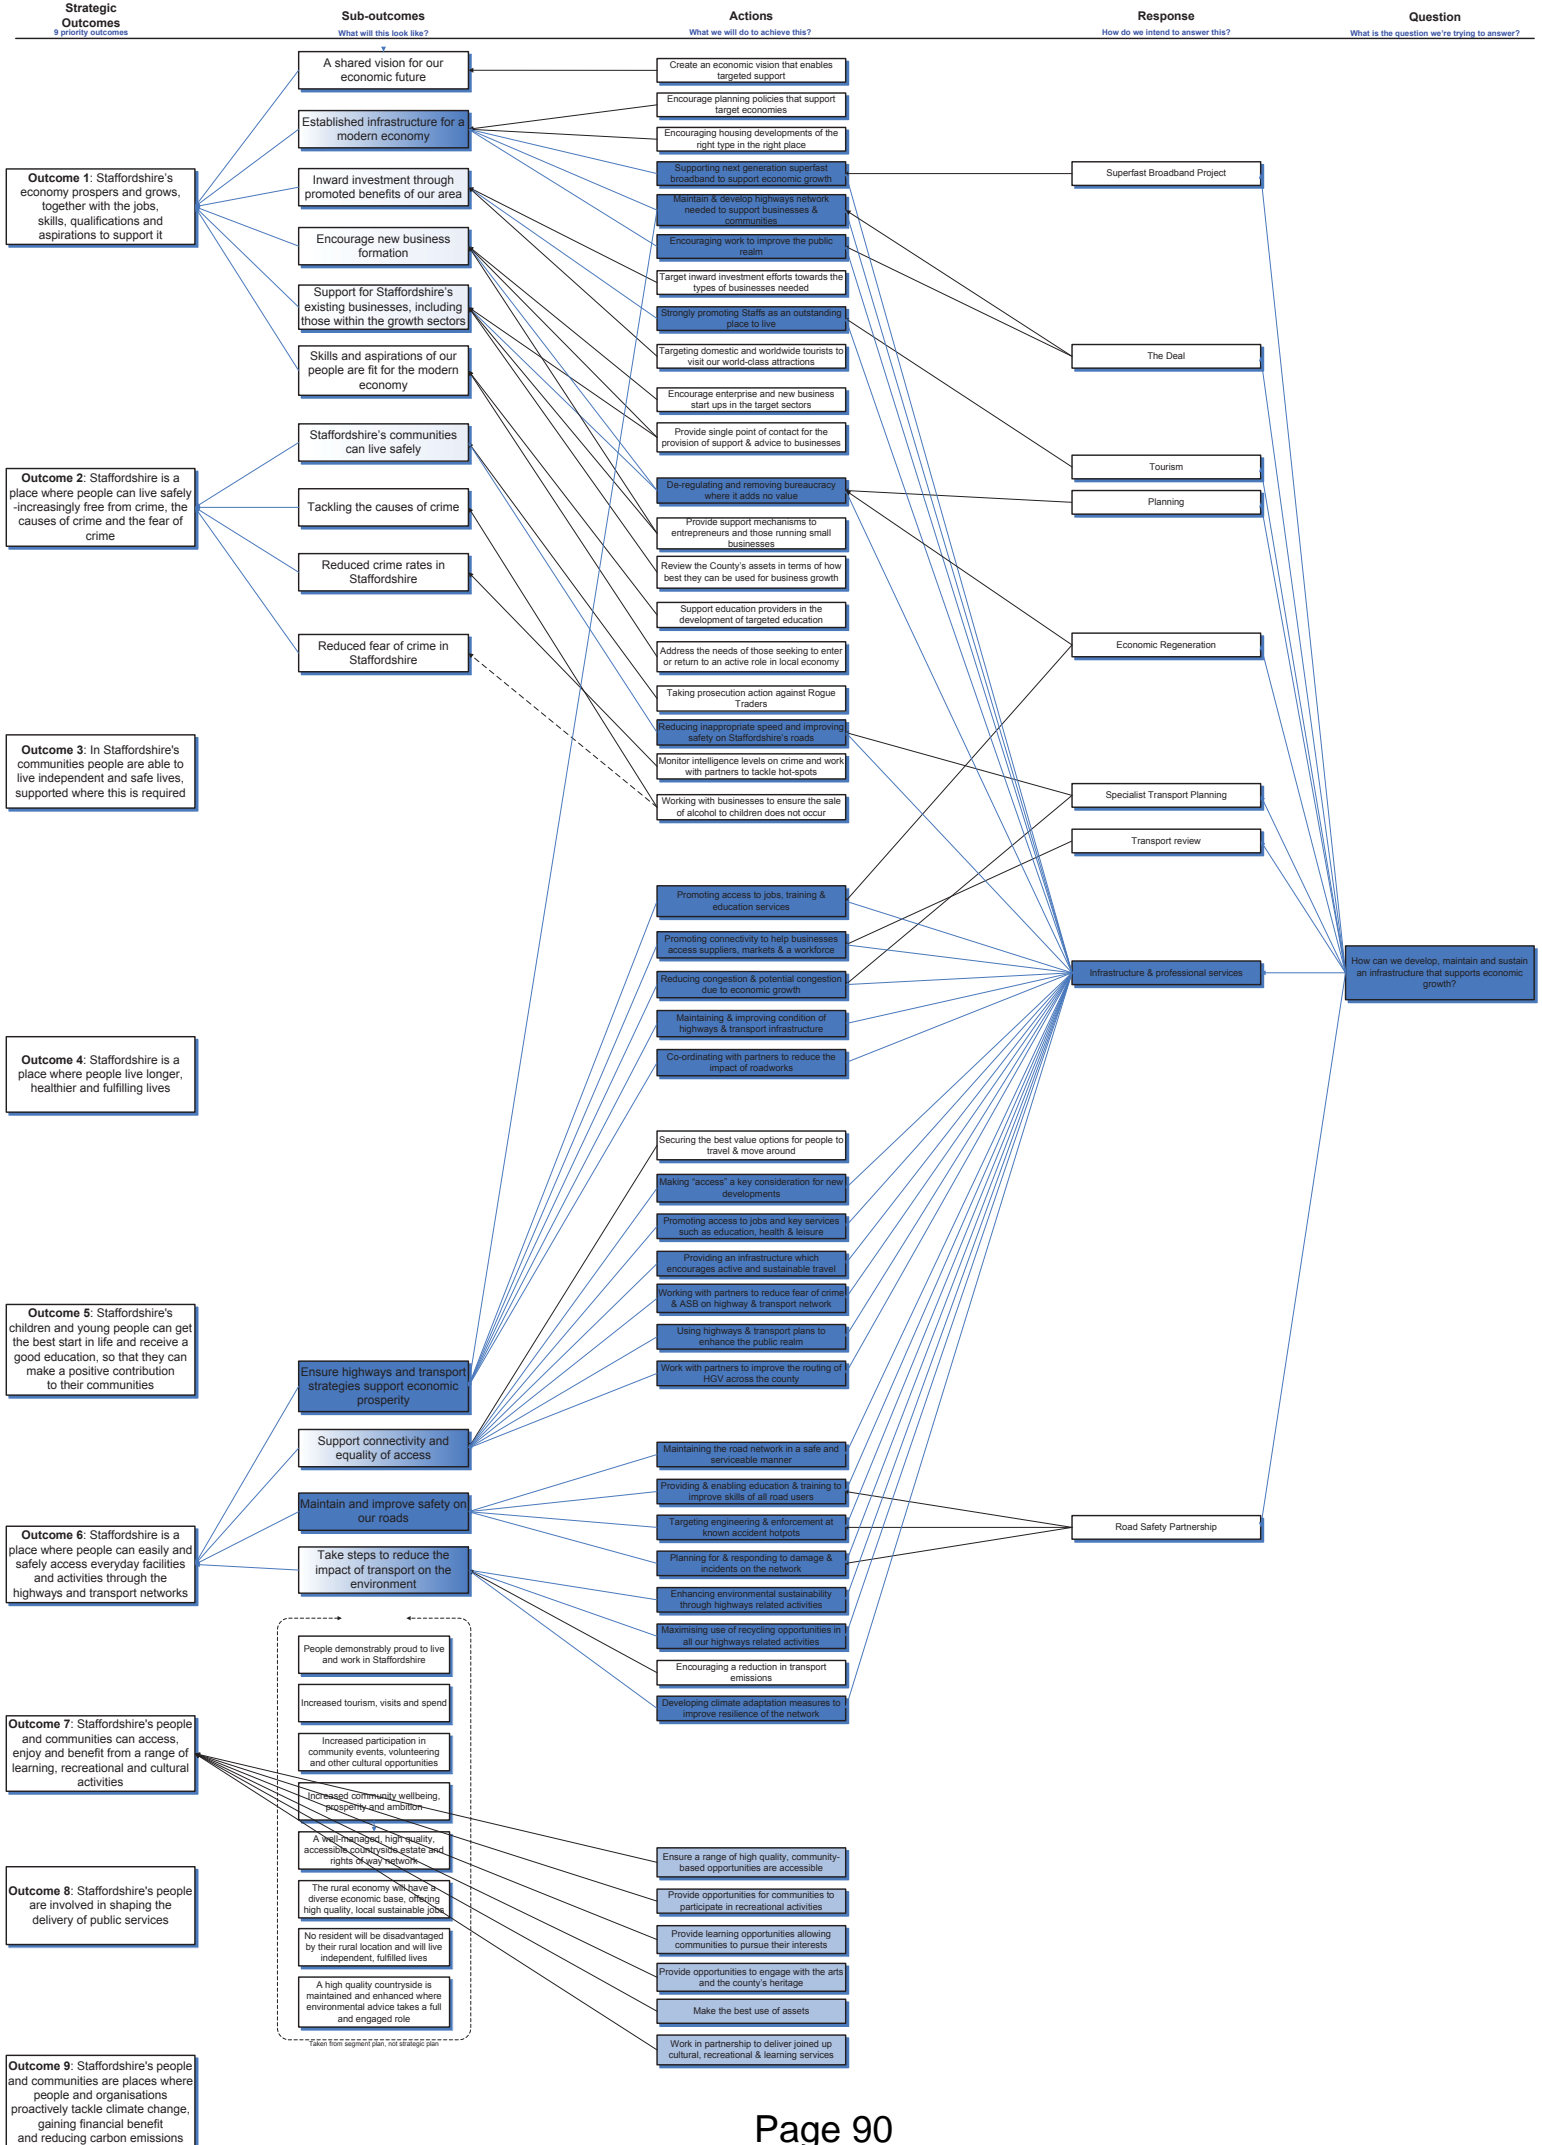 Strategic
Outcomes
9 priority outcomes
Sub-outcomes
What will this look like?
Actions
What we will do to achieve this?
Response
How do we intend to answer this?
Question
What is the question we're trying to answer?
Outcome 1: Staffordshire's
economy prospers and grows,
together with the jobs,
skills, qualifications and
aspirations to support it
Outcome 2: Staffordshire is a
place where people can live safely
-increasingly free from crime, the
causes of crime and the fear of
crime
Outcome 3: In Staffordshire's
communities people are able to
live independent and safe lives,
supported where this is required
Outcome 4: Staffordshire is a
place where people live longer,
healthier and fulfilling lives
Outcome 5: Staffordshire's
children and young people can get
the best start in life and receive a
good education, so that they can
make a positive contribution
to their communities
Outcome 6: Staffordshire is a
place where people can easily and
safely access everyday facilities
and activities through the
highways and transport networks
Outcome 7: Staffordshire's people
and communities can access,
enjoy and benefit from a range of
learning, recreational and cultural
activities
Outcome 8: Staffordshire's people
are involved in shaping the
delivery of public services
Outcome 9: Staffordshire's people
and communities are places where
people and organisations
proactively tackle climate change,
gaining financial benefit
and reducing carbon emissions
A shared vision for our
economic future
Established infrastructure for a
modern economy
Inward investment through
promoted benefits of our area
Encourage new business
formation
Support for Staffordshire's
existing businesses, including
those within the growth sectors
Skills and aspirations of our
people are fit for the modern
economy
Staffordshire's communities
can live safely
Tackling the causes of crime
Reduced crime rates in
Staffordshire
Reduced fear of crime in
Staffordshire
Ensure highways and transport
strategies support economic
prosperity
Support connectivity and
equality of access
Maintain and improve safety on
our roads
Take steps to reduce the
impact of transport on the
environment
People demonstrably proud to live
and work in Staffordshire
Increased tourism, visits and spend
Increased participation in
community events, volunteering
and other cultural opportunities
Increased community wellbeing,
prosperity and ambition
A well-managed, high quality,
accessible countryside estate and
rights of way network
The rural economy will have a
diverse economic base, offering
high quality, local sustainable jobs
No resident will be disadvantaged
by their rural location and will live
independent, fulfilled lives
A high quality countryside is
maintained and enhanced where
environmental advice takes a full
and engaged role
Taken from segment plan, not strategic plan
Create an economic vision that enables
targeted support
Encourage planning policies that support
target economies
Encouraging housing developments of the
right type in the right place
Supporting next generation superfast
broadband to support economic growth
Maintain & develop highways network
needed to support businesses &
communities
Encouraging work to improve the public
realm
Target inward investment efforts towards the
types of businesses needed
Strongly promoting Staffs as an outstanding
place to live
Targeting domestic and worldwide tourists to
visit our world-class attractions
Encourage enterprise and new business
start ups in the target sectors
Provide single point of contact for the
provision of support & advice to businesses
De-regulating and removing bureaucracy
where it adds no value
Provide support mechanisms to
entrepreneurs and those running small
businesses
Review the County's assets in terms of how
best they can be used for business growth
Support education providers in the
development of targeted education
Address the needs of those seeking to enter
or return to an active role in local economy
Taking prosecution action against Rogue
Traders
Reducing inappropriate speed and improving
safety on Staffordshire's roads
Monitor intelligence levels on crime and work
with partners to tackle hot-spots
Working with businesses to ensure the sale
of alcohol to children does not occur
Promoting access to jobs, training &
education services
Promoting connectivity to help businesses
access suppliers, markets & a workforce
Reducing congestion & potential congestion
due to economic growth
Maintaining & improving condition of
highways & transport infrastructure
Co-ordinating with partners to reduce the
impact of roadworks
Securing the best value options for people to
travel & move around
Making "access" a key consideration for new
developments
Promoting access to jobs and key services
such as education, health & leisure
Providing an infrastructure which
encourages active and sustainable travel
Working with partners to reduce fear of crime
& ASB on highway & transport network
Using highways & transport plans to
enhance the public realm
Work with partners to improve the routing of
HGV across the county
Maintaining the road network in a safe and
serviceable manner
Providing & enabling education & training to
improve skills of all road users
Targeting engineering & enforcement at
known accident hotpots
Planning for & responding to damage &
incidents on the network
Enhancing environmental sustainability
through highways related activities
Maximising use of recycling opportunities in
all our highways related activities
Encouraging a reduction in transport
emissions
Developing climate adaptation measures to
improve resilience of the network
Ensure a range of high quality, community-
based opportunities are accessible
Provide opportunities for communities to
participate in recreational activities
Provide learning opportunities allowing
communities to pursue their interests
Provide opportunities to engage with the arts
and the county's heritage
Make the best use of assets
Work in partnership to deliver joined up
cultural, recreational & learning services
Superfast Broadband Project
The Deal
Tourism
Planning
Economic Regeneration
Specialist Transport Planning
Transport review
Infrastructure & professional services
Road Safety Partnership
How can we develop, maintain and sustain
an infrastructure that supports economic
growth?
Page 90